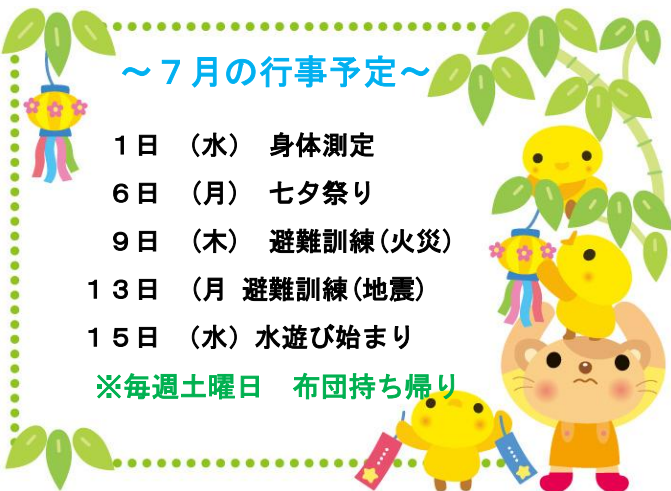 ～７月の行事予定～
１日 （水） 身体測定
６日 （月） 七夕祭り
９日 （木） 避難訓練(火災)
１３日 （月 避難訓練(地震)
１５日 （水）水遊び始まり
※毎週土曜日 布団持ち帰り